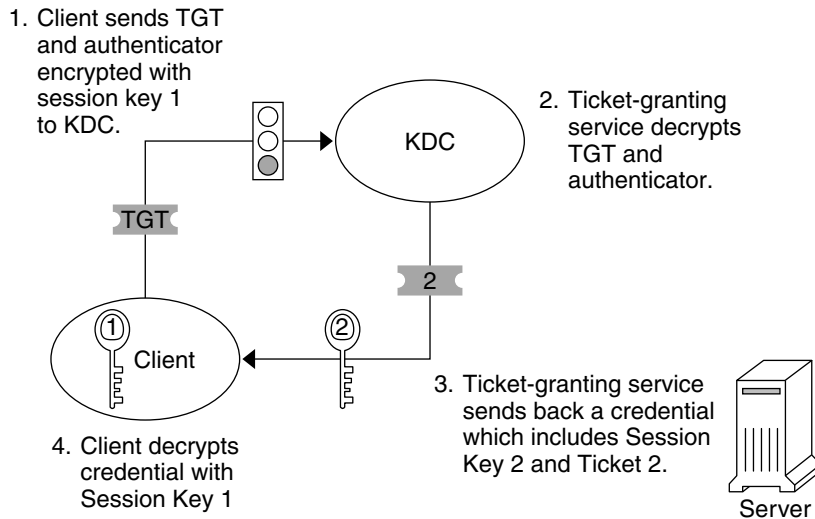 1. Client sends TGT
and authenticator
encrypted with
session key 1
to KDC.
KDC
2. Ticket-granting
service decrypts
TGT and
authenticator.
TGT
2
1
Client
2
3. Ticket-granting service
sends back a credential
which includes Session
Key 2 and Ticket 2.
4. Client decrypts
credential with
Session Key 1
Server